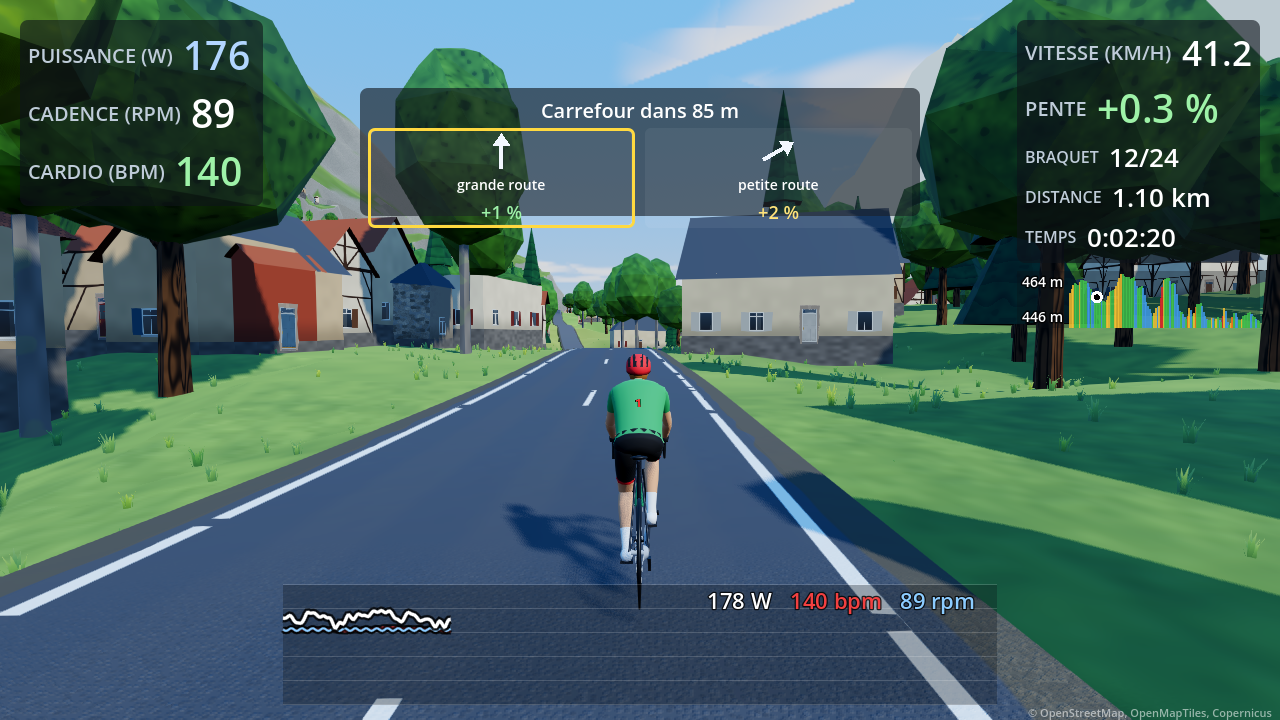 PUISSANCE (W) 176
CADENCE (RPM) 89
CARDIO (BPM) 140
Carrefour dans 85 m
grande route
+1 %
petite route
+2 %
VITESSE (KM/H) 41.2
PENTE +0.3 %
BRAQUET 12/24
DISTANCE 1.10 km
TEMPS 0:02:20
464 m
446 m
1
178 W 140 bpm 89 rpm
© OpenStreetMap, OpenMapTiles, Copernicus